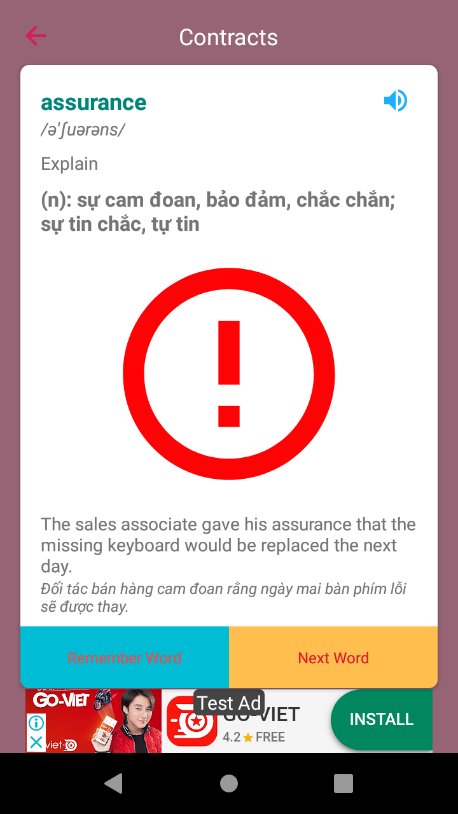 Contracts
assurance
/ə'ʃuərəns/
Explain
(n): sự cam đoan, bảo đảm, chắc chắn;
sự tin chắc, tự tin
The sales associate gave his assurance that the
missing keyboard would be replaced the next
day.
Đối tác bán hàng cam đoan rằng ngày mai bàn phím lỗi
sẽ được thay.
Remember Word
Next Word
GO-VIET
Test Ad
GO-VIET
INSTALL
4.2 FREE
viet